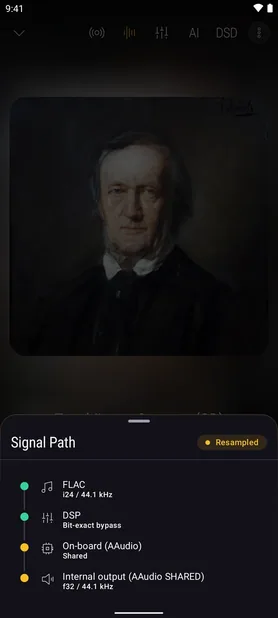 9:41
AI DSD
Signal Path
Resampled
FLAC
i24 / 44.1 kHz
DSP
Bit-exact bypass
On-board (AAudio)
Shared
Internal output (AAudio SHARED)
f32 / 44.1 kHz